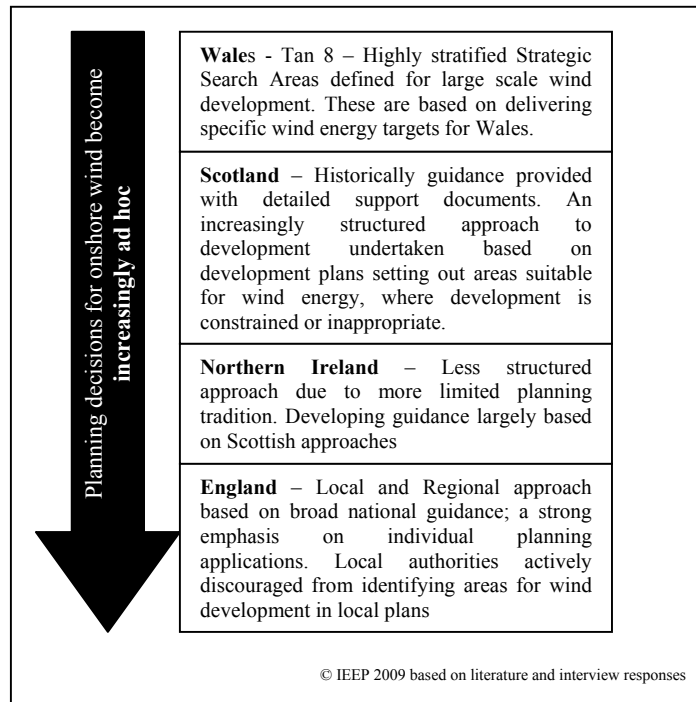 Planning decisions for onshore wind become
increasingly ad hoc
Wales - Tan 8 – Highly stratified Strategic
Search Areas defined for large scale wind
development. These are based on delivering
specific wind energy targets for Wales.
Scotland – Historically guidance provided
with detailed support documents. An
increasingly structured approach to
development undertaken based on
development plans setting out areas suitable
for wind energy, where development is
constrained or inappropriate.
Northern Ireland – Less structured
approach due to more limited planning
tradition. Developing guidance largely based
on Scottish approaches
England – Local and Regional approach
based on broad national guidance; a strong
emphasis on individual planning
applications. Local authorities actively
discouraged from identifying areas for wind
development in local plans
© IEEP 2009 based on literature and interview responses